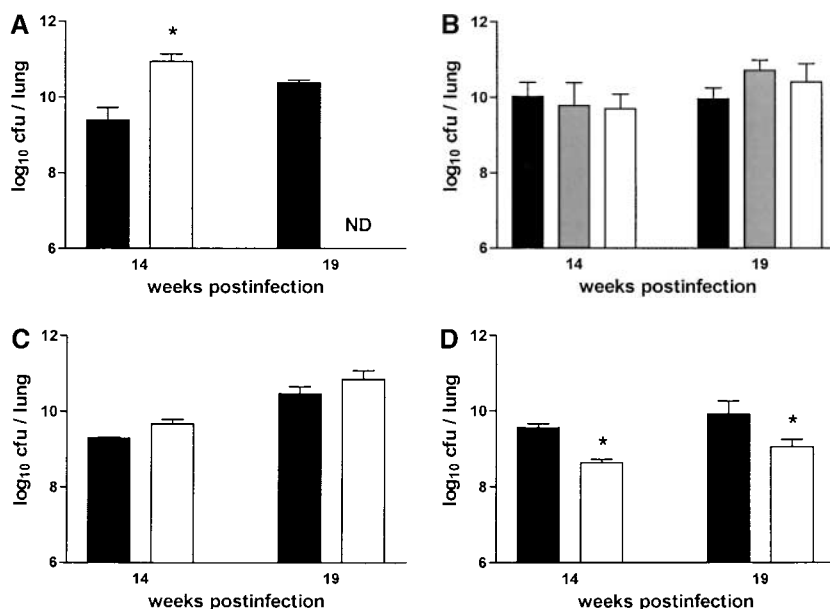 A
12
*
10
8
6
ND
14
19
log10 cfu / lung
weeks postinfection
B
12
10
8
6
14
19
log10 cfu / lung
weeks postinfection
C
12
10
8
6
14
19
log10 cfu / lung
weeks postinfection
D
12
10
8
6
*
*
14
19
log10 cfu / lung
weeks postinfection